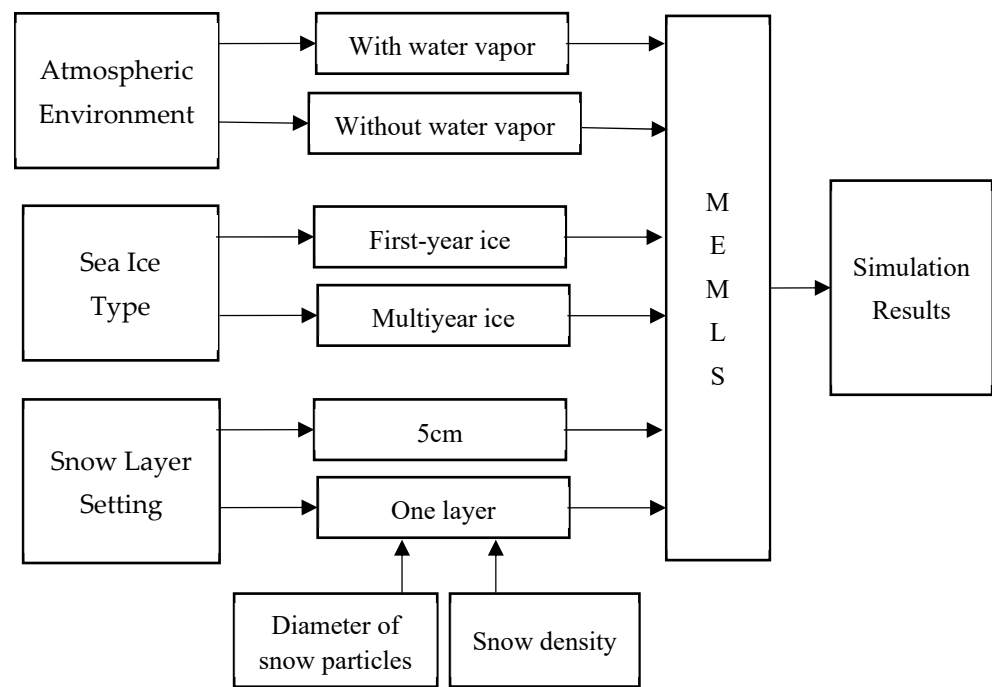 Atmospheric
Environment
With water vapor
Without water vapor
Sea Ice
Type
First-year ice
Multiyear ice
Snow Layer
Setting
5cm
One layer
Diameter of
snow particles
Snow density
M
E
M
L
S
Simulation
Results